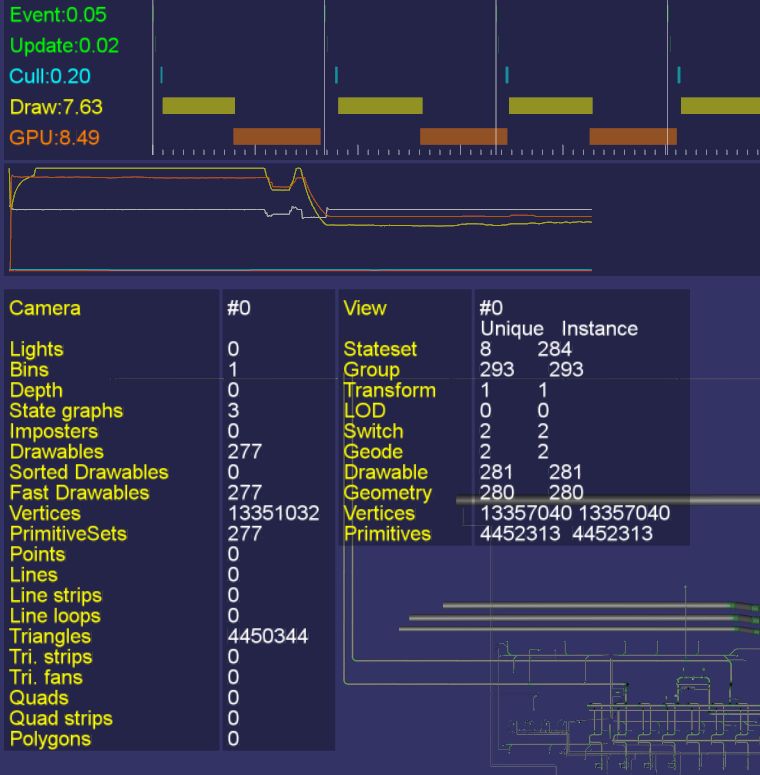 Event:0.05
Update:0.02
Cull:0.20
Draw:7.63
GPU:8.49
Camera #0 View #0
Unique Instance
Lights 0 Stateset 8 284
Bins 1 Group 293 293
Depth 0 Transform 1 1
State graphs 3 LOD 0 0
Imposters 0 Switch 2 2
Drawables 277 Geode 2 2
Sorted Drawables 0 Drawable 281 281
Fast Drawables 277 Geometry 280 280
Vertices 13351032 Vertices 13357040 13357040
PrimitiveSets 277 Primitives 4452313 4452313
Points 0
Lines 0
Line strips 0
Line loops 0
Triangles 4450344
Tri. strips 0
Tri. fans 0
Quads 0
Quad strips 0
Polygons 0